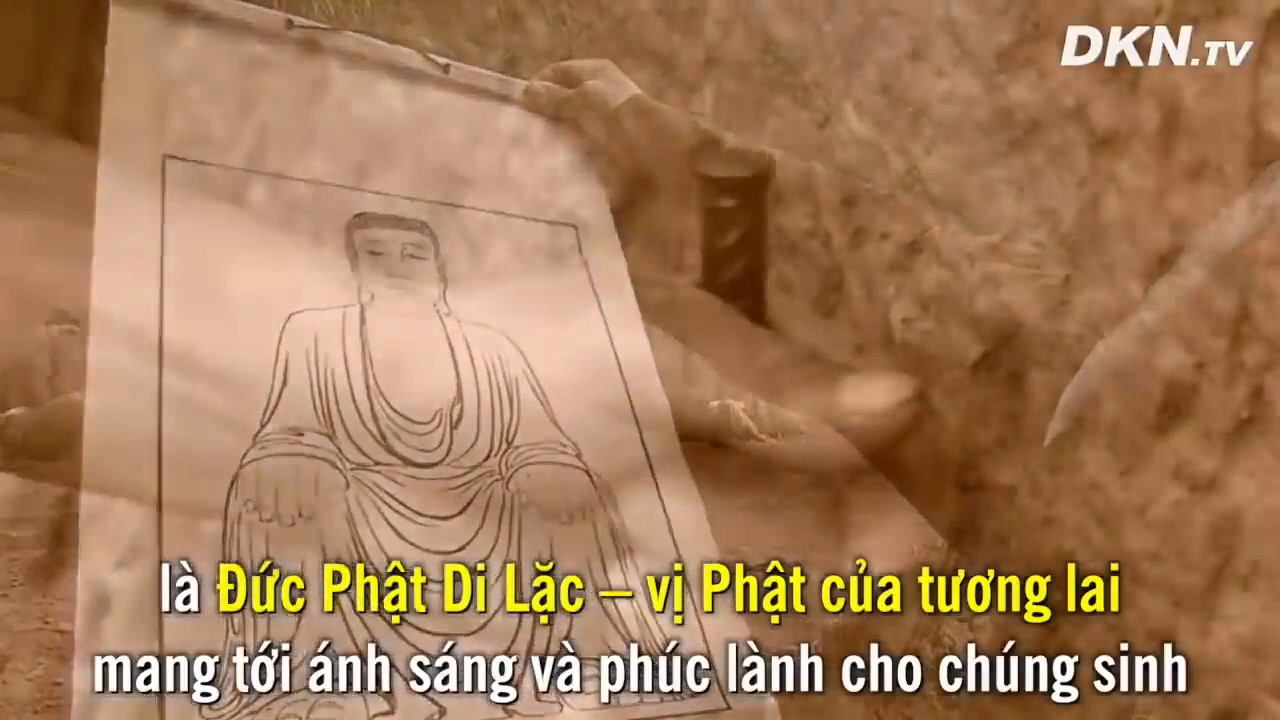 DKN.TV
là Đức Phật Di Lặc – vị Phật của tương lai
mang tới ánh sáng và phúc lành cho chúng sinh